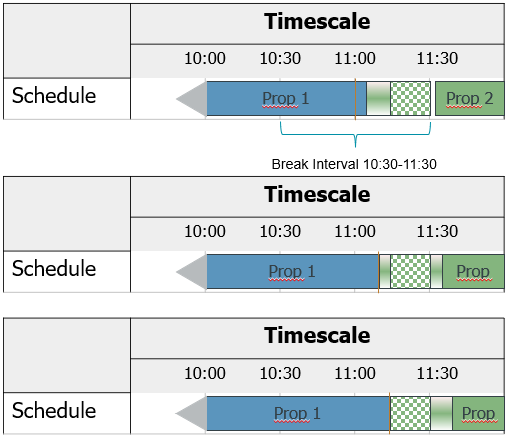 Timescale
10:00 10:30 11:00 11:30
Schedule Prop 1 Prop 2
Break Interval 10:30-11:30
Timescale
10:00 10:30 11:00 11:30
Schedule Prop 1 Prop
Timescale
10:00 10:30 11:00 11:30
Schedule Prop 1 Prop